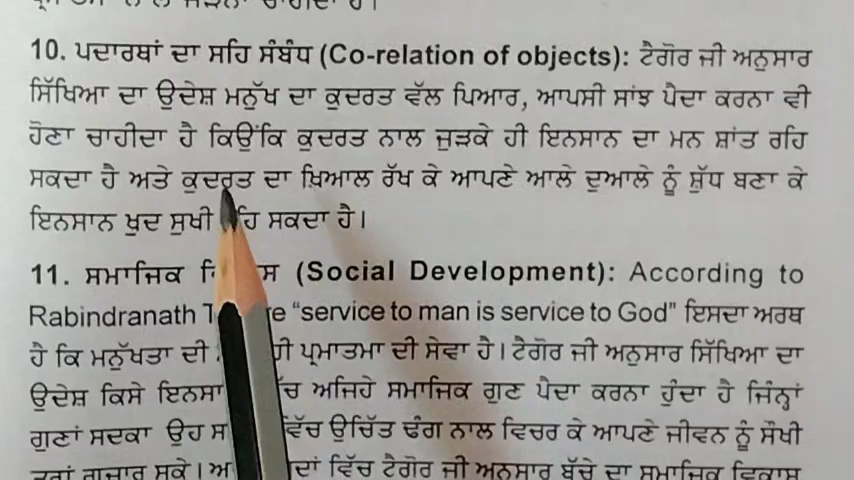 10. ਪਦਾਰਥਾਂ ਦਾ ਸਹਿ ਸੰਬੰਧ (Co-relation of objects): ਟੈਗੋਰ ਜੀ ਅਨੁਸਾਰ
ਸਿੱਖਿਆ ਦਾ ਉਦੇਸ਼ ਮਨੁੱਖ ਦਾ ਕੁਦਰਤ ਵੱਲ ਪਿਆਰ, ਆਪਸੀ ਸਾਂਝ ਪੈਦਾ ਕਰਨਾ ਵੀ
ਹੋਣਾ ਚਾਹੀਦਾ ਹੈ ਕਿਉਂਕਿ ਕੁਦਰਤ ਨਾਲ ਜੁੜਕੇ ਹੀ ਇਨਸਾਨ ਦਾ ਮਨ ਸ਼ਾਂਤ ਰਹਿ
ਸਕਦਾ ਹੈ ਅਤੇ ਕੁਦਰਤ ਦਾ ਖ਼ਿਆਲ ਰੱਖ ਕੇ ਆਪਣੇ ਆਲੇ ਦੁਆਲੇ ਨੂੰ ਸ਼ੁੱਧ ਬਣਾ ਕੇ
ਇਨਸਾਨ ਖ਼ੁਦ ਸੁਖੀ ਸਕਦਾ ਹੈ।
11. ਸਮਾਜਿਕ (Social Development): According to
Rabindranath "service to man is service to God" ਇਸਦਾ ਅਰਥ
ਹੈ ਕਿ ਮਨੁੱਖਤਾ ਦੀ ਹੀ ਪ੍ਰਮਾਤਮਾ ਦੀ ਸੇਵਾ ਹੈ। ਟੈਗੋਰ ਜੀ ਅਨੁਸਾਰ ਸਿੱਖਿਆ ਦਾ
ਉਦੇਸ਼ ਕਿਸੇ ਅਜਿਹੇ ਸਮਾਜਿਕ ਗੁਣ ਪੈਦਾ ਕਰਨਾ ਹੁੰਦਾ ਹੈ ਜਿੰਨ੍ਹਾਂ
ਗੁਣਾਂ ਸਦਕਾ ਉਹ ਵਿੱਚ ਉਚਿੱਤ ਢੰਗ ਨਾਲ ਵਿਚਰ ਕੇ ਆਪਣੇ ਜੀਵਨ ਨੂੰ ਸੌਖੀ
ਤਰਾਂ ਗੁਜ਼ਾਰ ਸਕੇ। ਵਿੱਚ ਟੈਗੋਰ ਜੀ ਅਨੁਸਾਰ ਬੱਚੇ ਦਾ ਸਮਾਜਿਕ ਵਿਕਾਸ